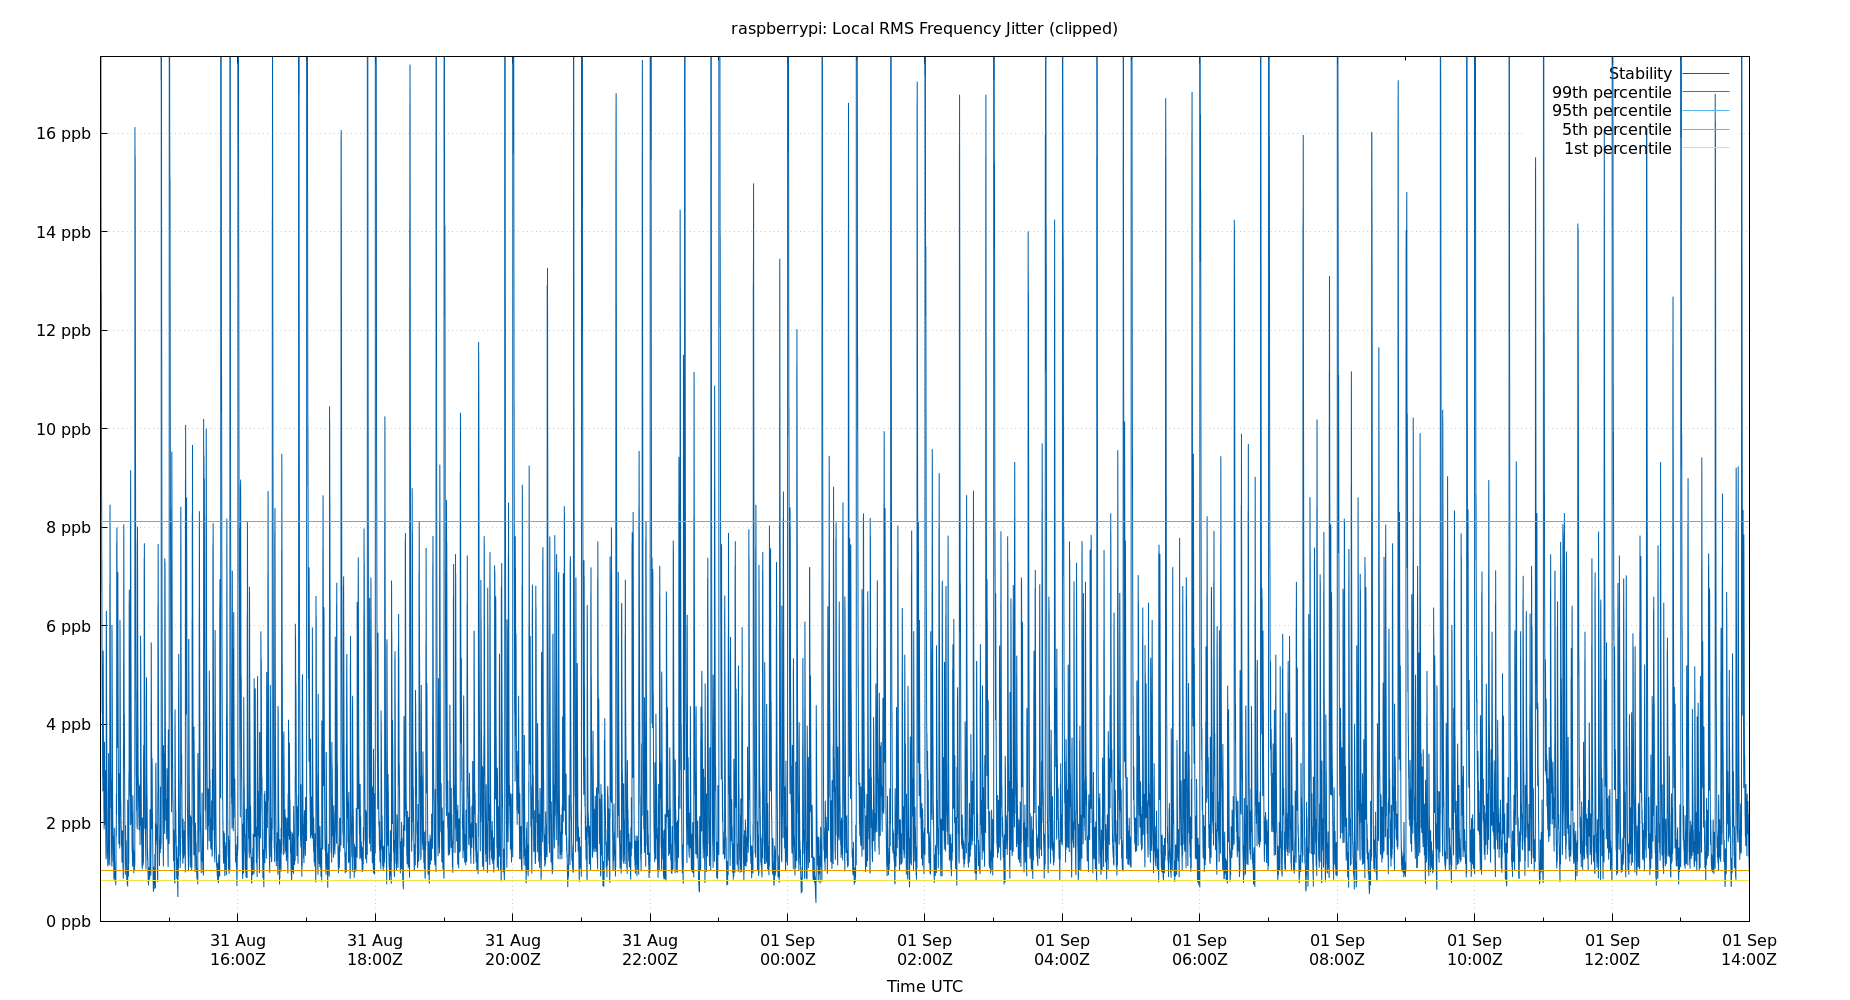 raspberrypi: Local RMS Frequency Jitter (clipped)
Stability
99th percentile
95th percentile
5th percentile
1st percentile
16 ppb
14 ppb
12 ppb
10 ppb
8 ppb
6 ppb
4 ppb
2 ppb
0 ppb
31 Aug 31 Aug 31 Aug 31 Aug 01 Sep 01 Sep 01 Sep 01 Sep 01 Sep 01 Sep 01 Sep 01 Sep
16:00Z 18:00Z 20:00Z 22:00Z 00:00Z 02:00Z 04:00Z 06:00Z 08:00Z 10:00Z 12:00Z 14:00Z
Time UTC